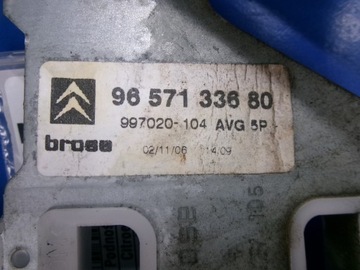 96 571 336 80
997020-104 AVG 5P
brose
02/11/06 14:09